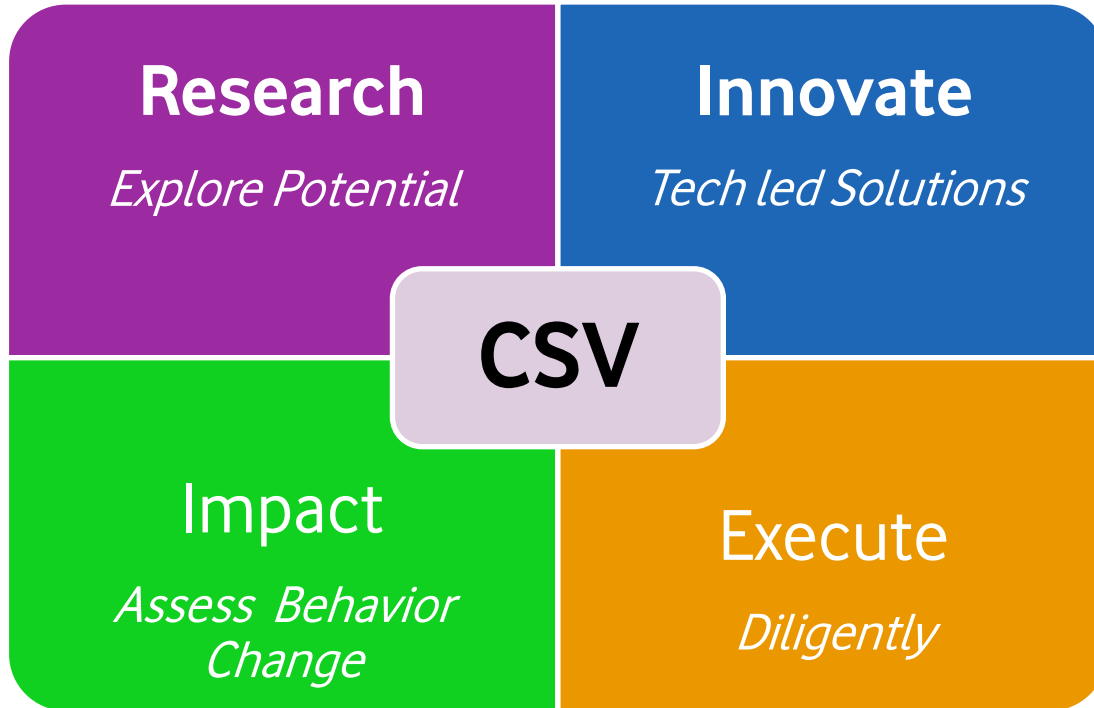 Research
Explore Potential
Innovate
Tech led Solutions
CSV
Impact
Assess Behavior
Change
Execute
Diligently